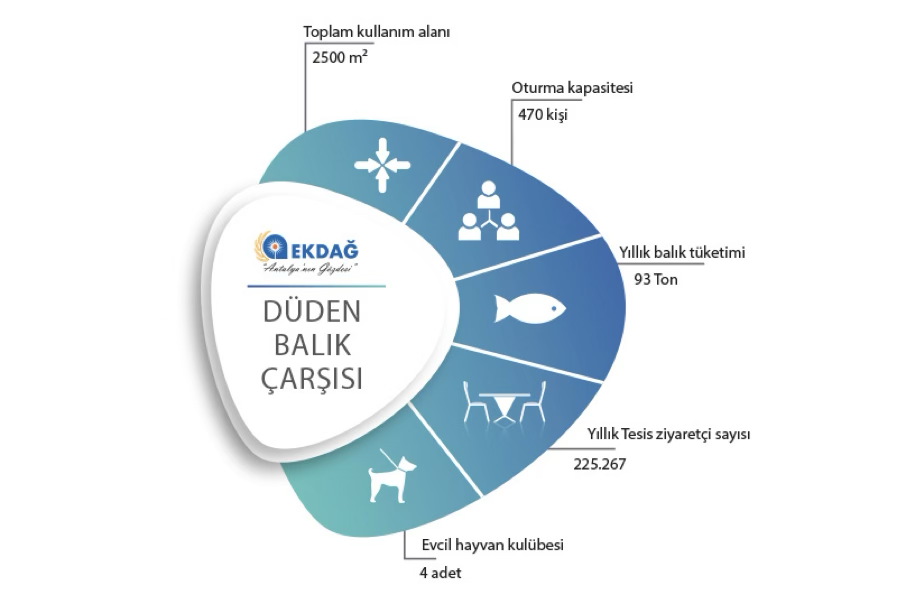 Toplam kullanım alanı
2500 m²
Oturma kapasitesi
470 kişi
Yıllık balık tüketimi
93 Ton
EKDAĞ
"Antalya'nın Gözdesi"
DÜDEN
BALIK
ÇARŞISI
Yıllık Tesis ziyaretçi sayısı
225.267
Evcil hayvan kulübesi
4 adet